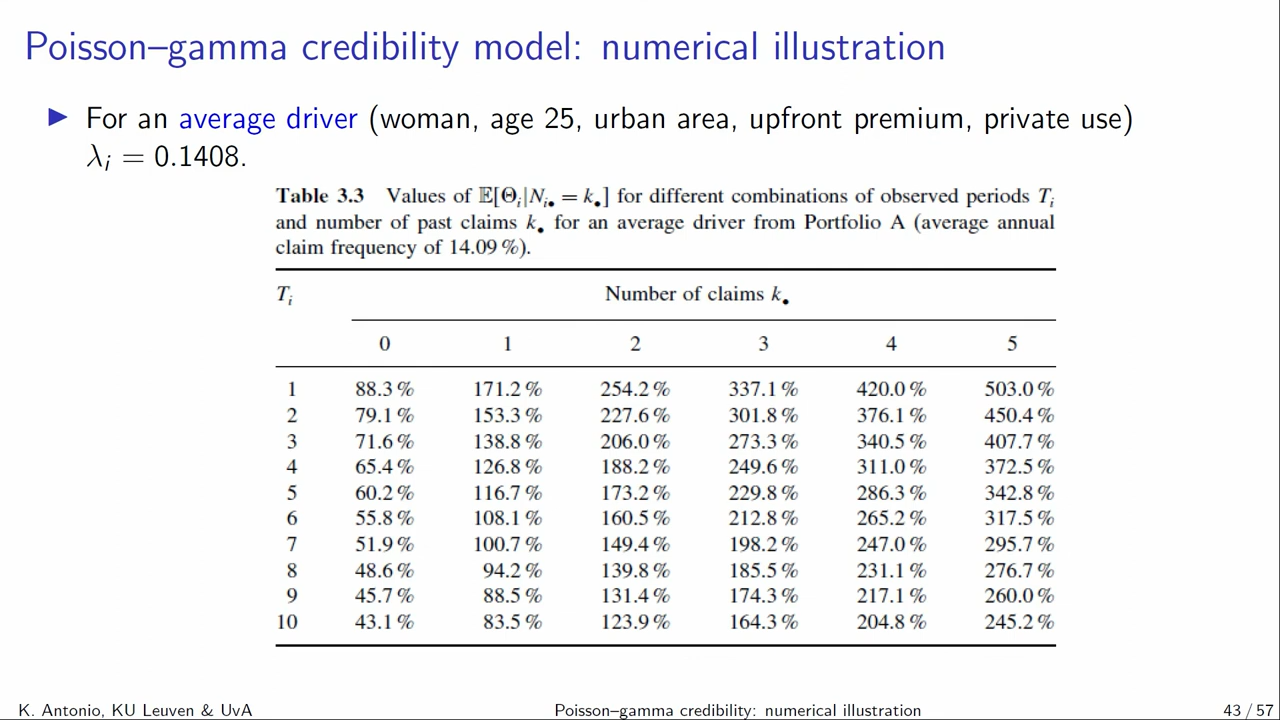 Poisson–gamma credibility model: numerical illustration
▶ For an average driver (woman, age 25, urban area, upfront premium, private use)
λi = 0.1408.
Table 3.3 Values of 𝔼[Θi|Ni• = k•] for different combinations of observed periods Ti
and number of past claims k• for an average driver from Portfolio A (average annual
claim frequency of 14.09 %).
Ti Number of claims k•
0 1 2 3 4 5
1 88.3 % 171.2 % 254.2 % 337.1 % 420.0 % 503.0 %
2 79.1 % 153.3 % 227.6 % 301.8 % 376.1 % 450.4 %
3 71.6 % 138.8 % 206.0 % 273.3 % 340.5 % 407.7 %
4 65.4 % 126.8 % 188.2 % 249.6 % 311.0 % 372.5 %
5 60.2 % 116.7 % 173.2 % 229.8 % 286.3 % 342.8 %
6 55.8 % 108.1 % 160.5 % 212.8 % 265.2 % 317.5 %
7 51.9 % 100.7 % 149.4 % 198.2 % 247.0 % 295.7 %
8 48.6 % 94.2 % 139.8 % 185.5 % 231.1 % 276.7 %
9 45.7 % 88.5 % 131.4 % 174.3 % 217.1 % 260.0 %
10 43.1 % 83.5 % 123.9 % 164.3 % 204.8 % 245.2 %
K. Antonio, KU Leuven & UvA Poisson–gamma credibility: numerical illustration 43 / 57